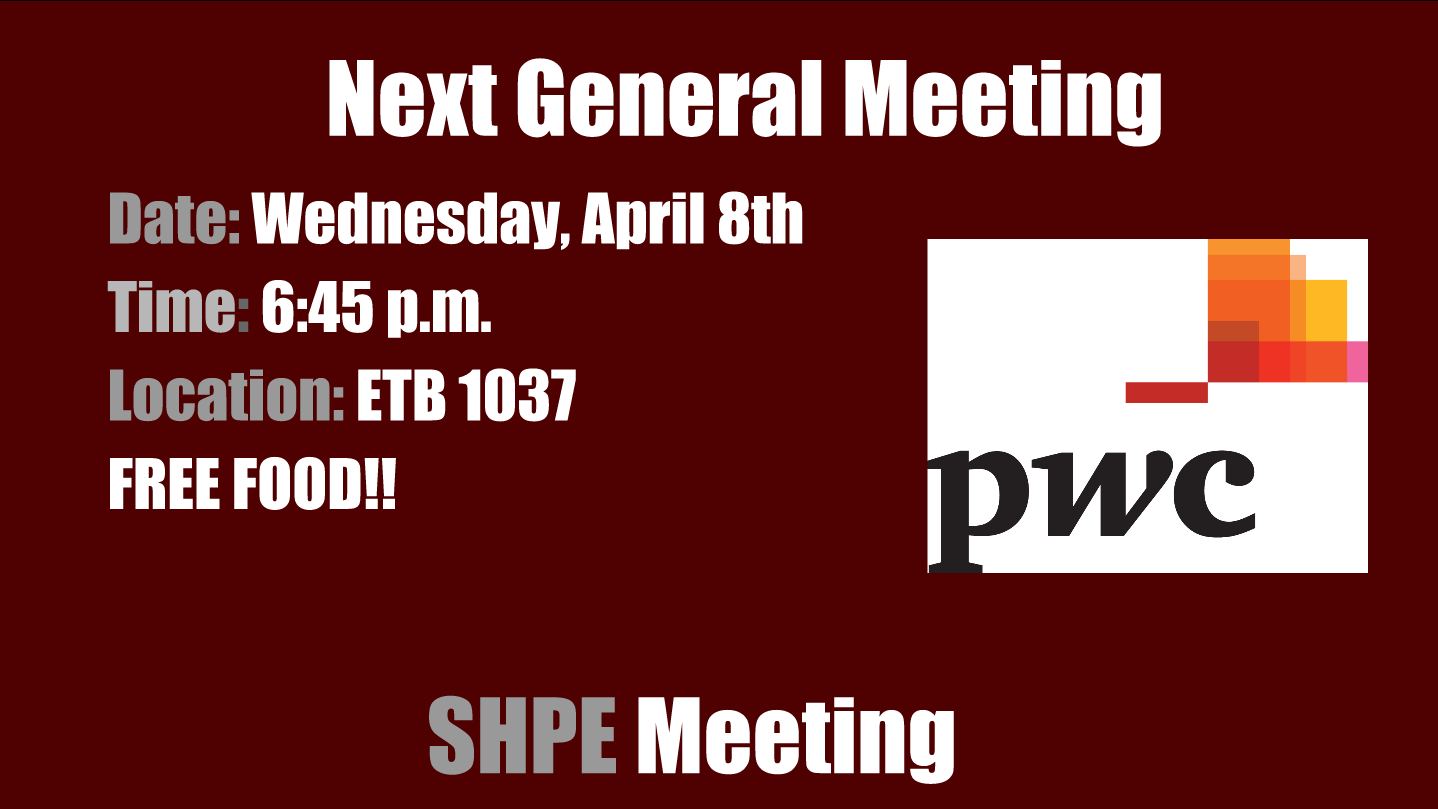 Next General Meeting
Date: Wednesday, April 8th
Time: 6:45 p.m.
Location: ETB 1037
FREE FOOD!!
pwc
SHPE Meeting